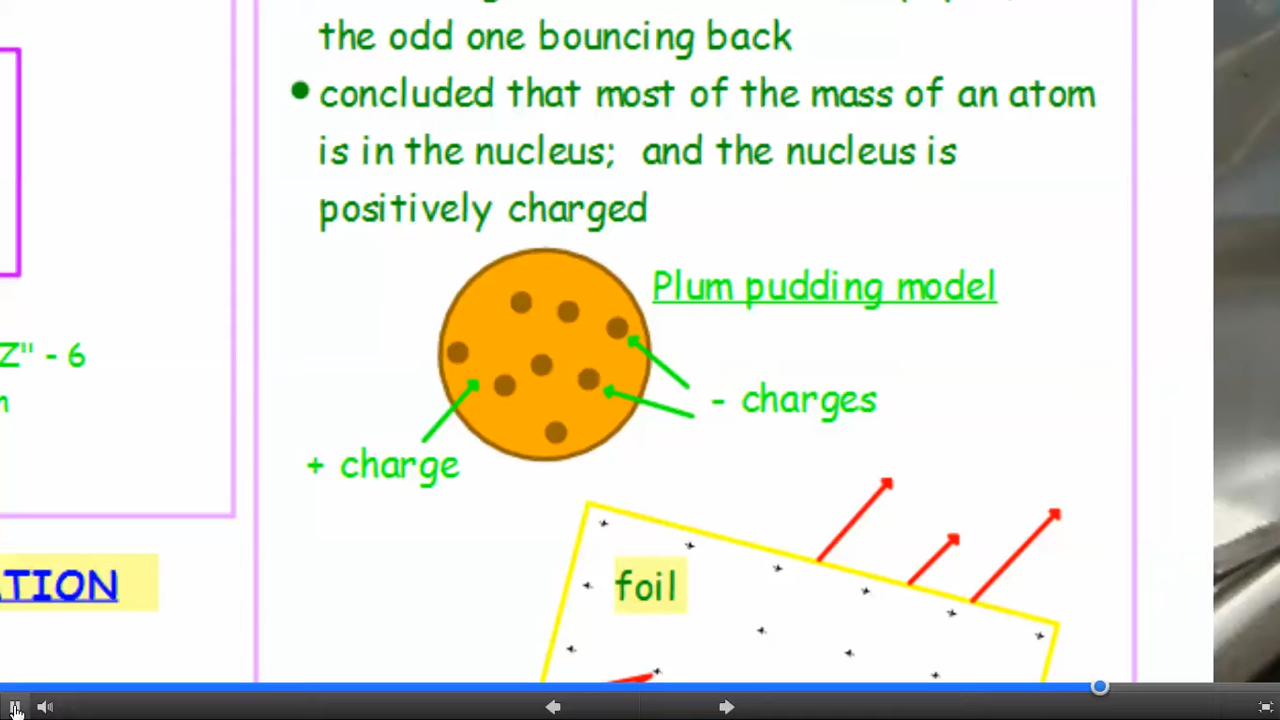 the odd one bouncing back
• concluded that most of the mass of an atom
is in the nucleus; and the nucleus is
positively charged
Plum pudding model
Z" - 6
- charges
+ charge
foil
ATION